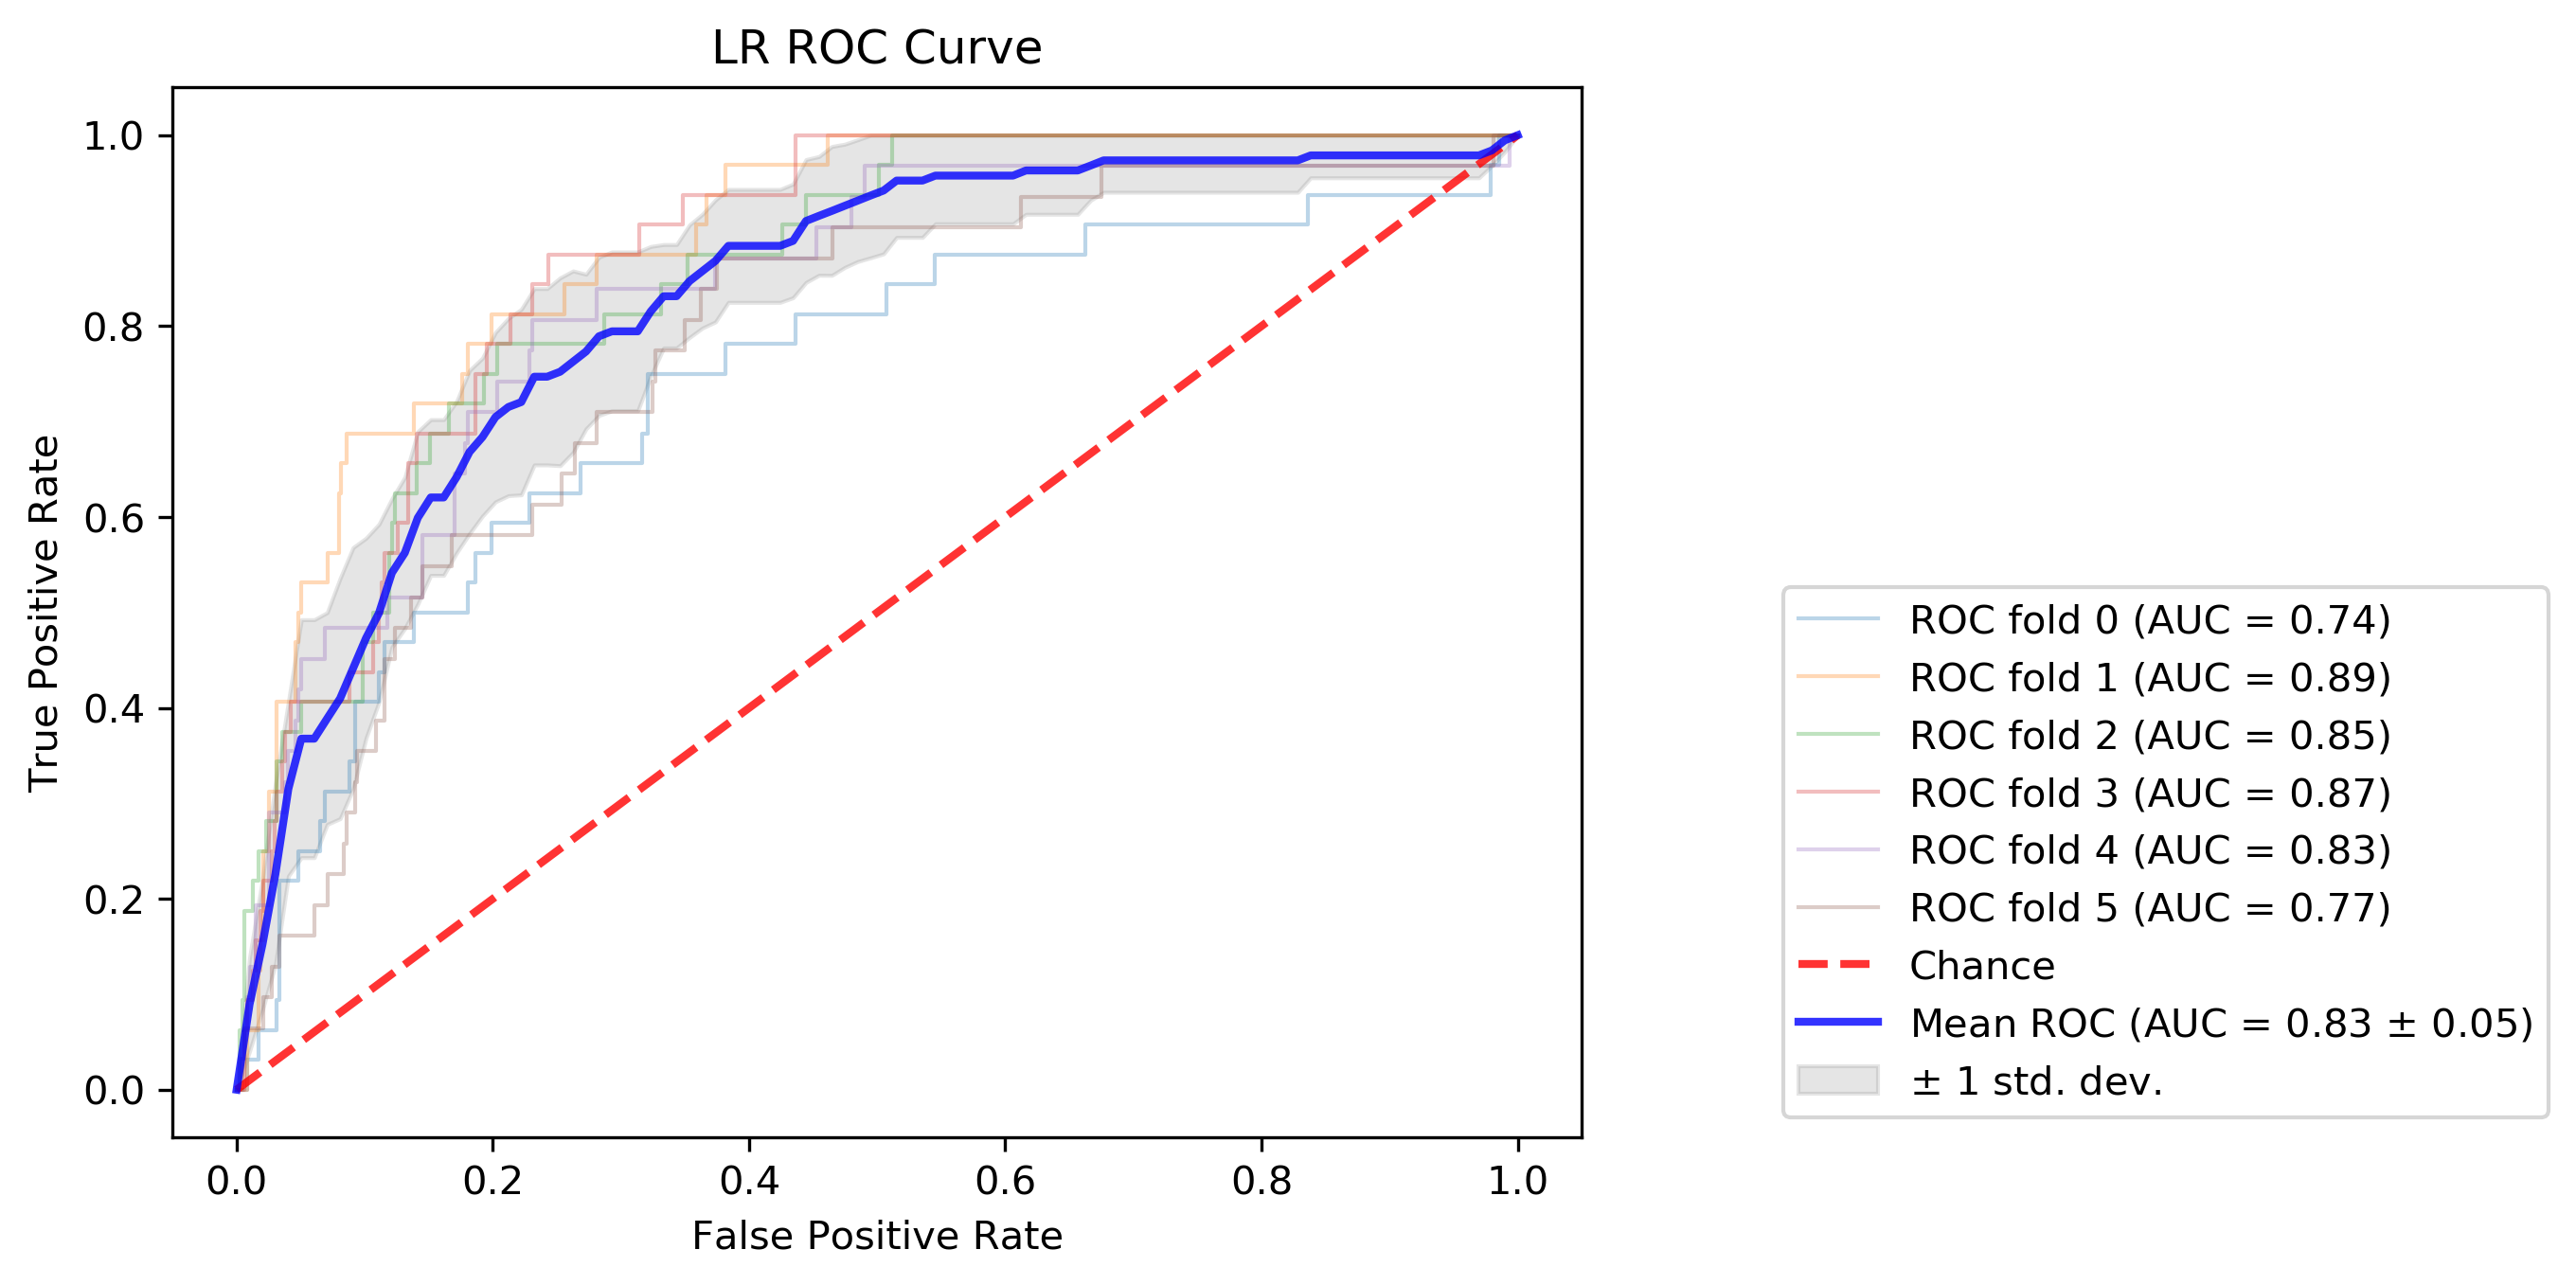 LR ROC Curve
True Positive Rate
1.0
0.8
0.6
0.4
0.2
0.0
0.0 0.2 0.4 0.6 0.8 1.0
False Positive Rate
ROC fold 0 (AUC = 0.74)
ROC fold 1 (AUC = 0.89)
ROC fold 2 (AUC = 0.85)
ROC fold 3 (AUC = 0.87)
ROC fold 4 (AUC = 0.83)
ROC fold 5 (AUC = 0.77)
Chance
Mean ROC (AUC = 0.83 ± 0.05)
± 1 std. dev.